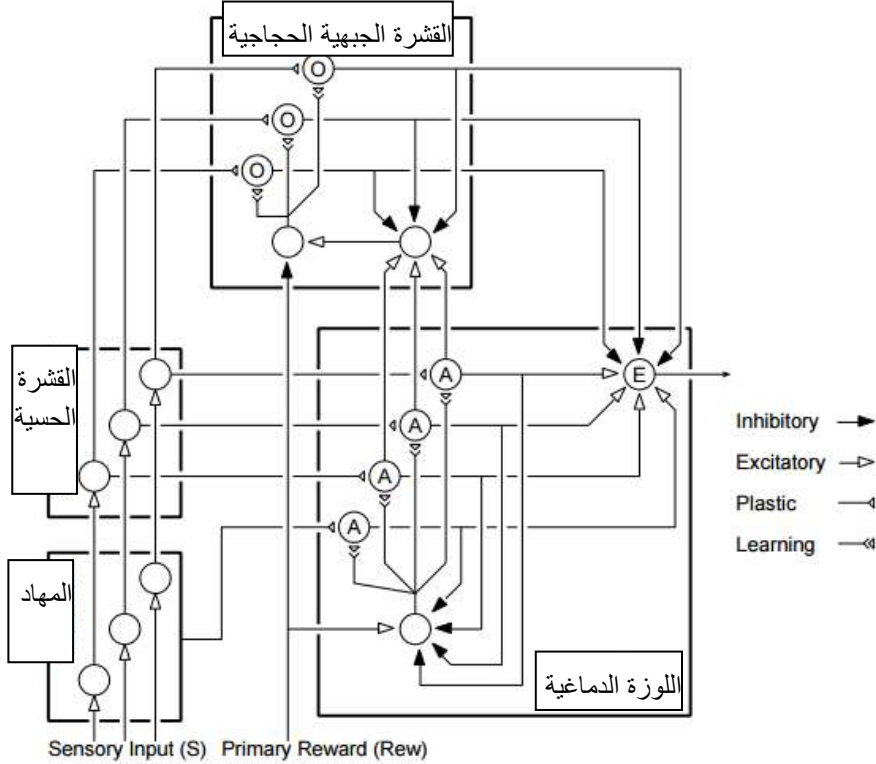 القشرة الجبهية الحجاجية
O
O
O
القشرة
الحسية
A
E
A
A
A
Inhibitory
Excitatory
Plastic
Learning
المهاد
اللوزة الدماغية
Sensory Input (S) Primary Reward (Rew)